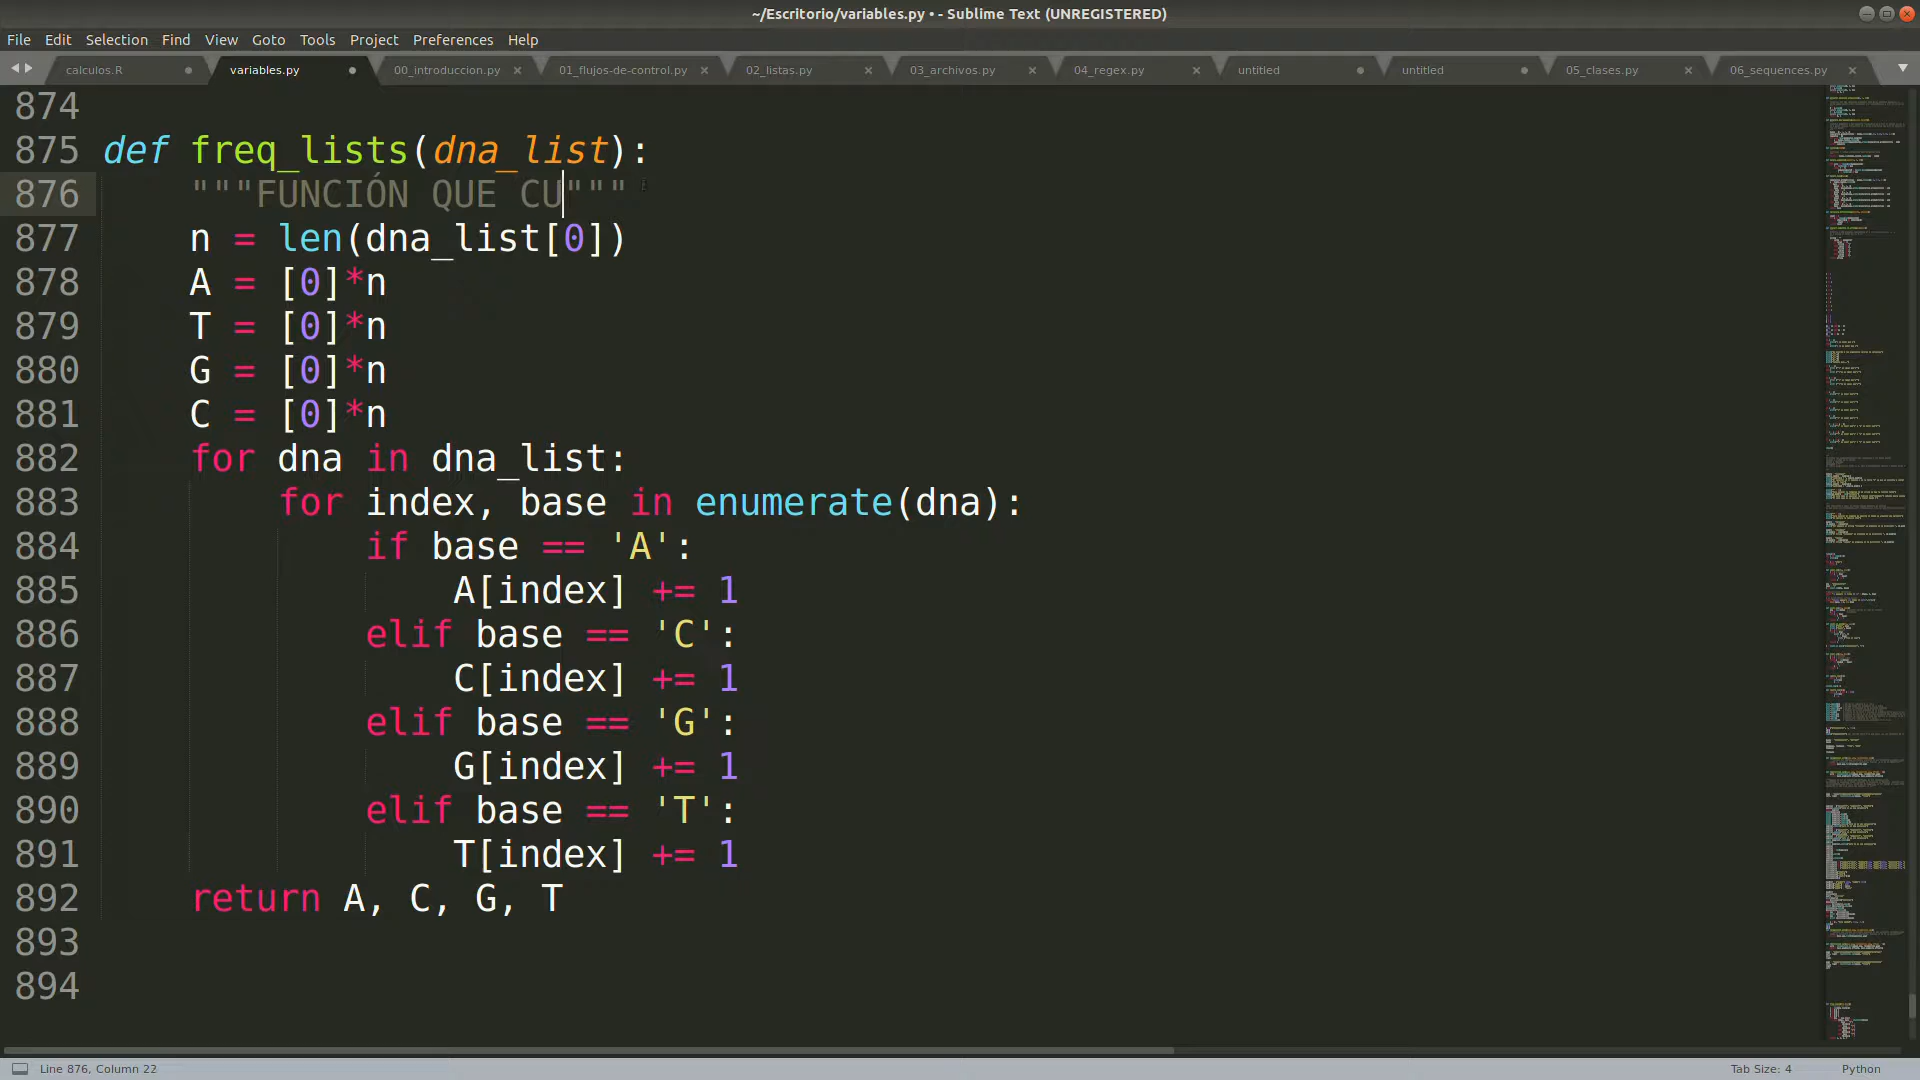 ~/Escritorio/variables.py • - Sublime Text (UNREGISTERED)
File Edit Selection Find View Goto Tools Project Preferences Help
calculos.R variables.py 00_introduccion.py 01_flujos-de-control.py 02_listas.py 03_archivos.py 04_regex.py untitled untitled 05_clases.py 06_sequences.py
874
875 def freq_lists(dna_list):
876     """FUNCIÓN QUE CU"""
877     n = len(dna_list[0])
878     A = [0]*n
879     T = [0]*n
880     G = [0]*n
881     C = [0]*n
882     for dna in dna_list:
883         for index, base in enumerate(dna):
884             if base == 'A':
885                 A[index] += 1
886             elif base == 'C':
887                 C[index] += 1
888             elif base == 'G':
889                 G[index] += 1
890             elif base == 'T':
891                 T[index] += 1
892     return A, C, G, T
893
894
Line 876, Column 22 Tab Size: 4 Python